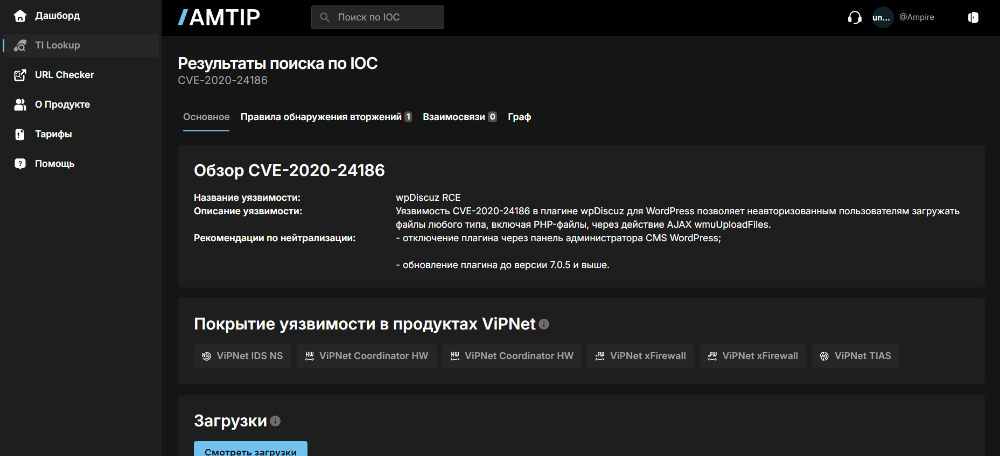 Дашборд
TI Lookup
URL Checker
О Продукте
Тарифы
Помощь
AMTIP
Поиск по IOC
un...
@Ampire
Результаты поиска по IOC
CVE-2020-24186
Основное Правила обнаружения вторжений 1 Взаимосвязи 0 Граф
Обзор CVE-2020-24186
Название уязвимости: wpDiscuz RCE
Описание уязвимости: Уязвимость CVE-2020-24186 в плагине wpDiscuz для WordPress позволяет неавторизованным пользователям загружать
файлы любого типа, включая PHP-файлы, через действие AJAX wmuUploadFiles.
Рекомендации по нейтрализации: - отключение плагина через панель администратора CMS WordPress;
- обновление плагина до версии 7.0.5 и выше.
Покрытие уязвимости в продуктах ViPNet
NS ViPNet IDS NS HW ViPNet Coordinator HW HW ViPNet Coordinator HW xFW ViPNet xFirewall xFW ViPNet xFirewall ViPNet TIAS
Загрузки
Смотреть загрузки